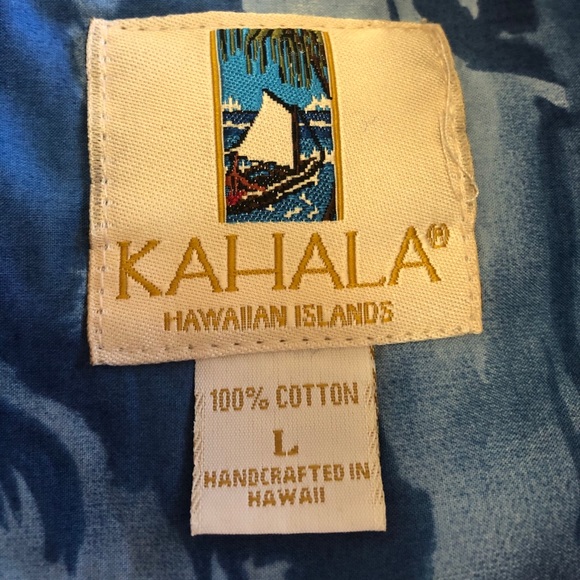 KAHALA®
HAWAIIAN ISLANDS
100% COTTON
L
HANDCRAFTED IN
HAWAII